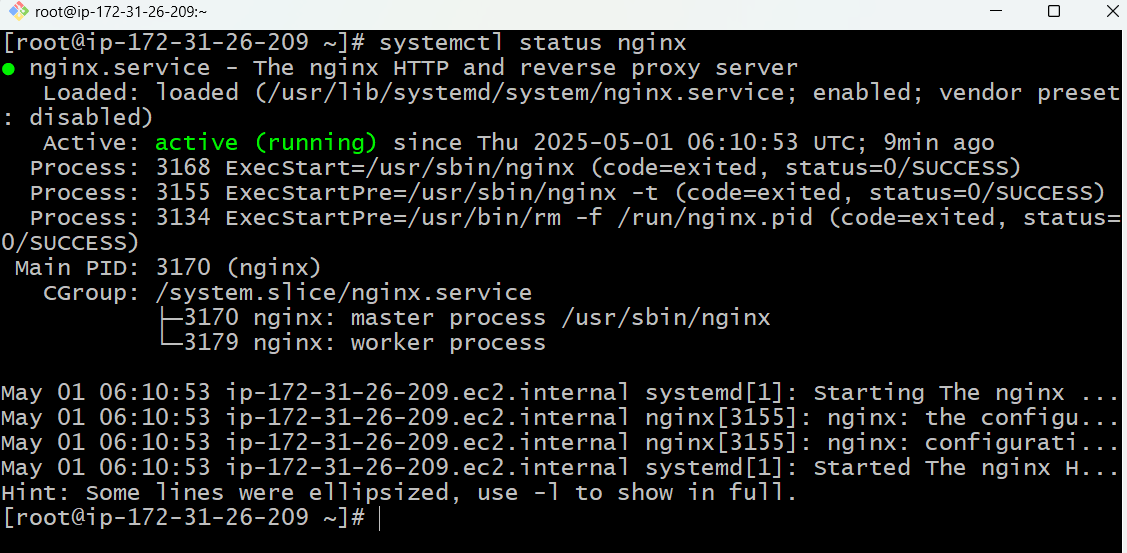 root@ip-172-31-26-209:~
[root@ip-172-31-26-209 ~]# systemctl status nginx
● nginx.service - The nginx HTTP and reverse proxy server
   Loaded: loaded (/usr/lib/systemd/system/nginx.service; enabled; vendor preset
: disabled)
   Active: active (running) since Thu 2025-05-01 06:10:53 UTC; 9min ago
  Process: 3168 ExecStart=/usr/sbin/nginx (code=exited, status=0/SUCCESS)
  Process: 3155 ExecStartPre=/usr/sbin/nginx -t (code=exited, status=0/SUCCESS)
  Process: 3134 ExecStartPre=/usr/bin/rm -f /run/nginx.pid (code=exited, status=
0/SUCCESS)
 Main PID: 3170 (nginx)
   CGroup: /system.slice/nginx.service
           ├─3170 nginx: master process /usr/sbin/nginx
           └─3179 nginx: worker process
May 01 06:10:53 ip-172-31-26-209.ec2.internal systemd[1]: Starting The nginx ...
May 01 06:10:53 ip-172-31-26-209.ec2.internal nginx[3155]: nginx: the configu...
May 01 06:10:53 ip-172-31-26-209.ec2.internal nginx[3155]: nginx: configurati...
May 01 06:10:53 ip-172-31-26-209.ec2.internal systemd[1]: Started The nginx H...
Hint: Some lines were ellipsized, use -l to show in full.
[root@ip-172-31-26-209 ~]#